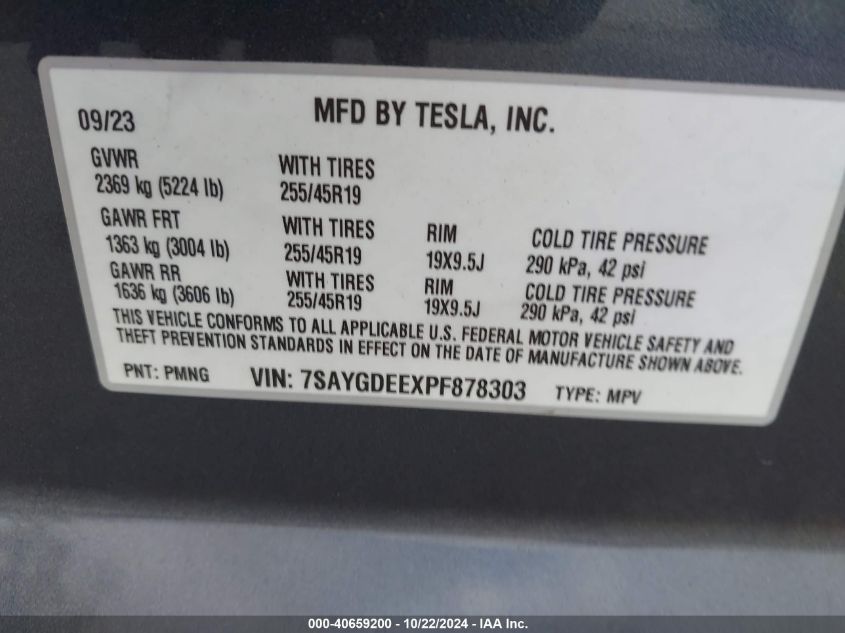 09/23
MFD BY TESLA, INC.
GVWR
2369 kg (5224 lb)
WITH TIRES
255/45R19
GAWR FRT
1363 kg (3004 lb)
WITH TIRES
255/45R19
RIM
19X9.5J
COLD TIRE PRESSURE
290 kPa, 42 psi
GAWR RR
1636 kg (3606 lb)
WITH TIRES
255/45R19
RIM
19X9.5J
COLD TIRE PRESSURE
290 kPa, 42 psi
THIS VEHICLE CONFORMS TO ALL APPLICABLE U.S. FEDERAL MOTOR VEHICLE SAFETY AND
THEFT PREVENTION STANDARDS IN EFFECT ON THE DATE OF MANUFACTURE SHOWN ABOVE.
PNT: PMNG VIN: 7SAYGDEEXPF878303 TYPE: MPV
000-40659200 - 10/22/2024 - IAA Inc.